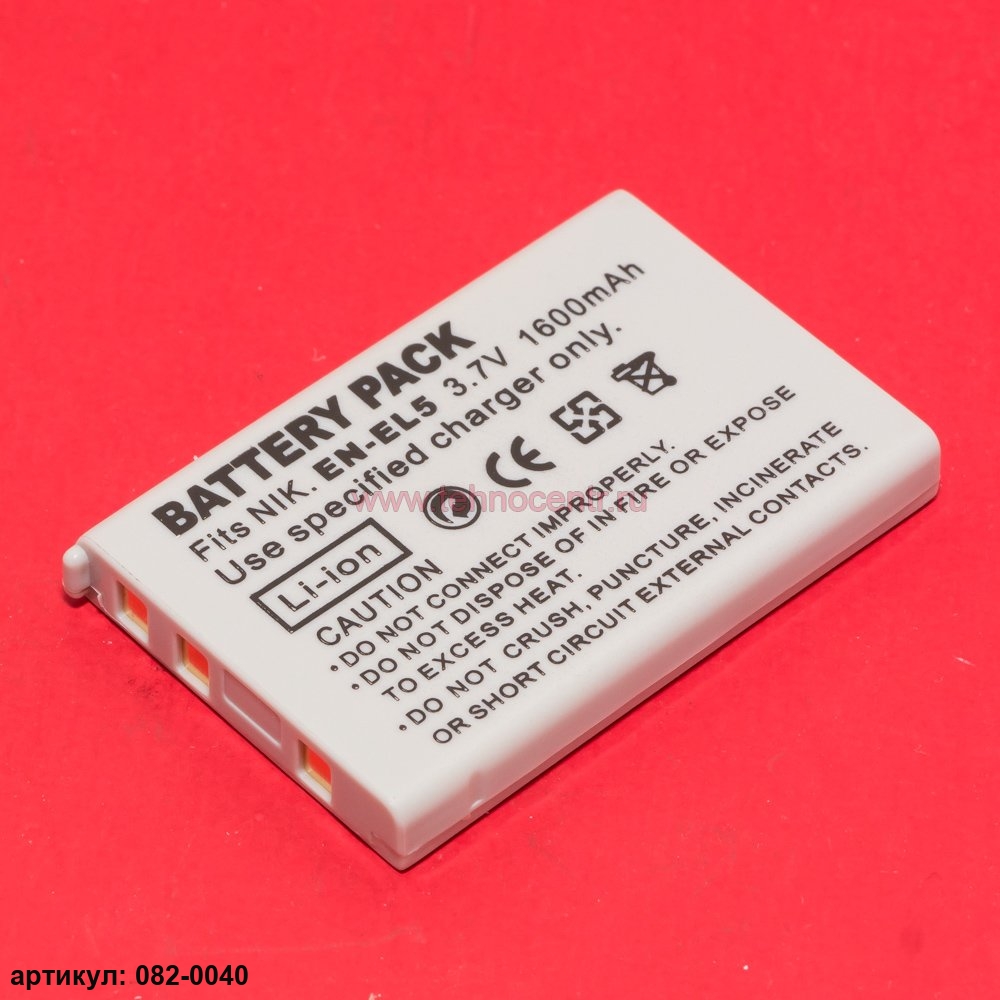 BATTERY PACK
Fits NIK. EN-EL5 3.7V 1600mAh
Use specified charger only.
Li-ion
CE
CAUTION
•DO NOT CONNECT IMPROPERLY.
•DO NOT DISPOSE OF IN FIRE OR EXPOSE
TO EXCESS HEAT.
•DO NOT CRUSH, PUNCTURE, INCINERATE
OR SHORT CIRCUIT EXTERNAL CONTACTS.
www.tehnocentr.ru
артикул: 082-0040